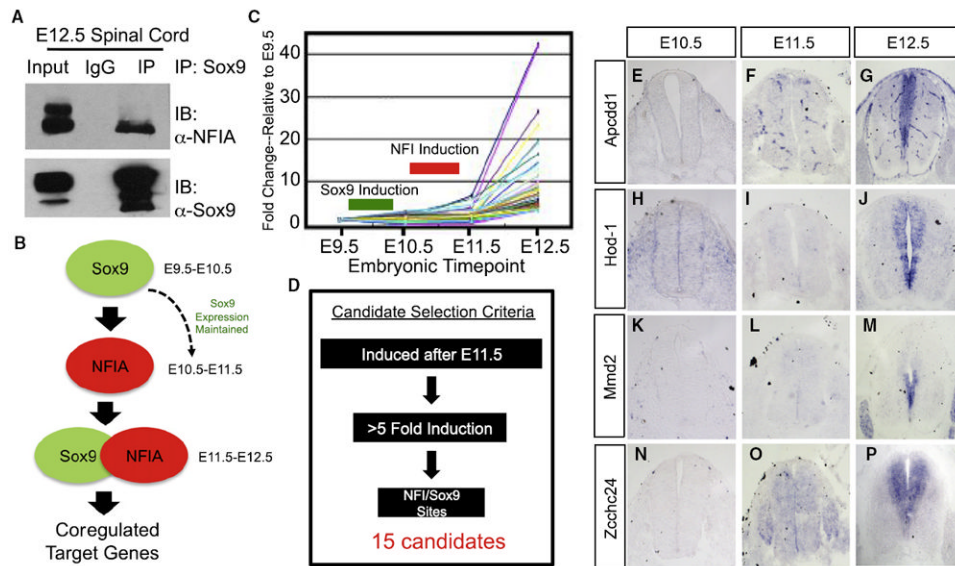 A
E12.5 Spinal Cord
Input IgG IP IP: Sox9
IB:
α-NFIA
IB:
α-Sox9
B
Sox9
E9.5-E10.5
Sox9
Expression
Maintained
NFIA
E10.5-E11.5
Sox9 NFIA
E11.5-E12.5
Coregulated
Target Genes
C
Fold Change--Relative to E9.5
40
30
20
10
0
NFI Induction
Sox9 Induction
E9.5 E10.5 E11.5 E12.5
Embryonic Timepoint
D
Candidate Selection Criteria
Induced after E11.5
>5 Fold Induction
NFI/Sox9
Sites
15 candidates
E10.5 E11.5 E12.5
Apcdd1
E F G
Hod-1
H I J
Mmd2
K L M
Zcchc24
N O P